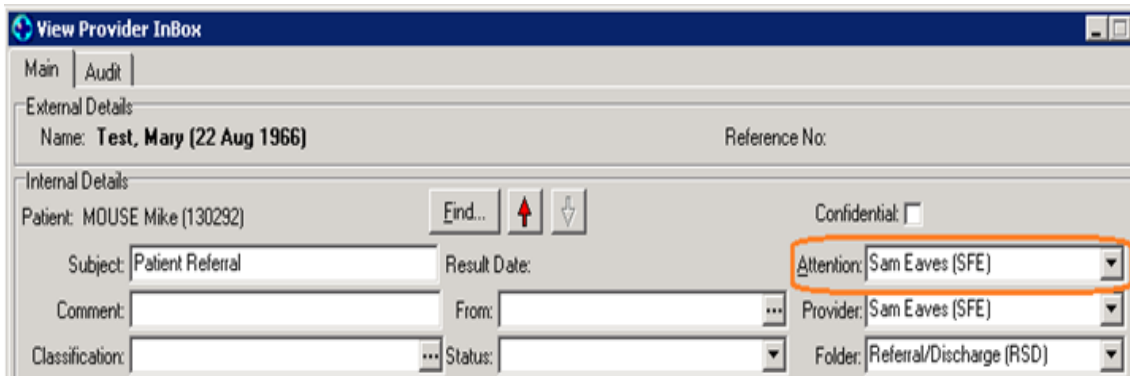 View Provider InBox
Main Audit
External Details
Name: Test, Mary (22 Aug 1966) Reference No:
Internal Details
Patient: MOUSE Mike (130292) Find... Confidential:
Subject: Patient Referral Result Date: Attention: Sam Eaves (SFE)
Comment: From: ... Provider: Sam Eaves (SFE)
Classification: ... Status: Folder: Referral/Discharge (RSD)